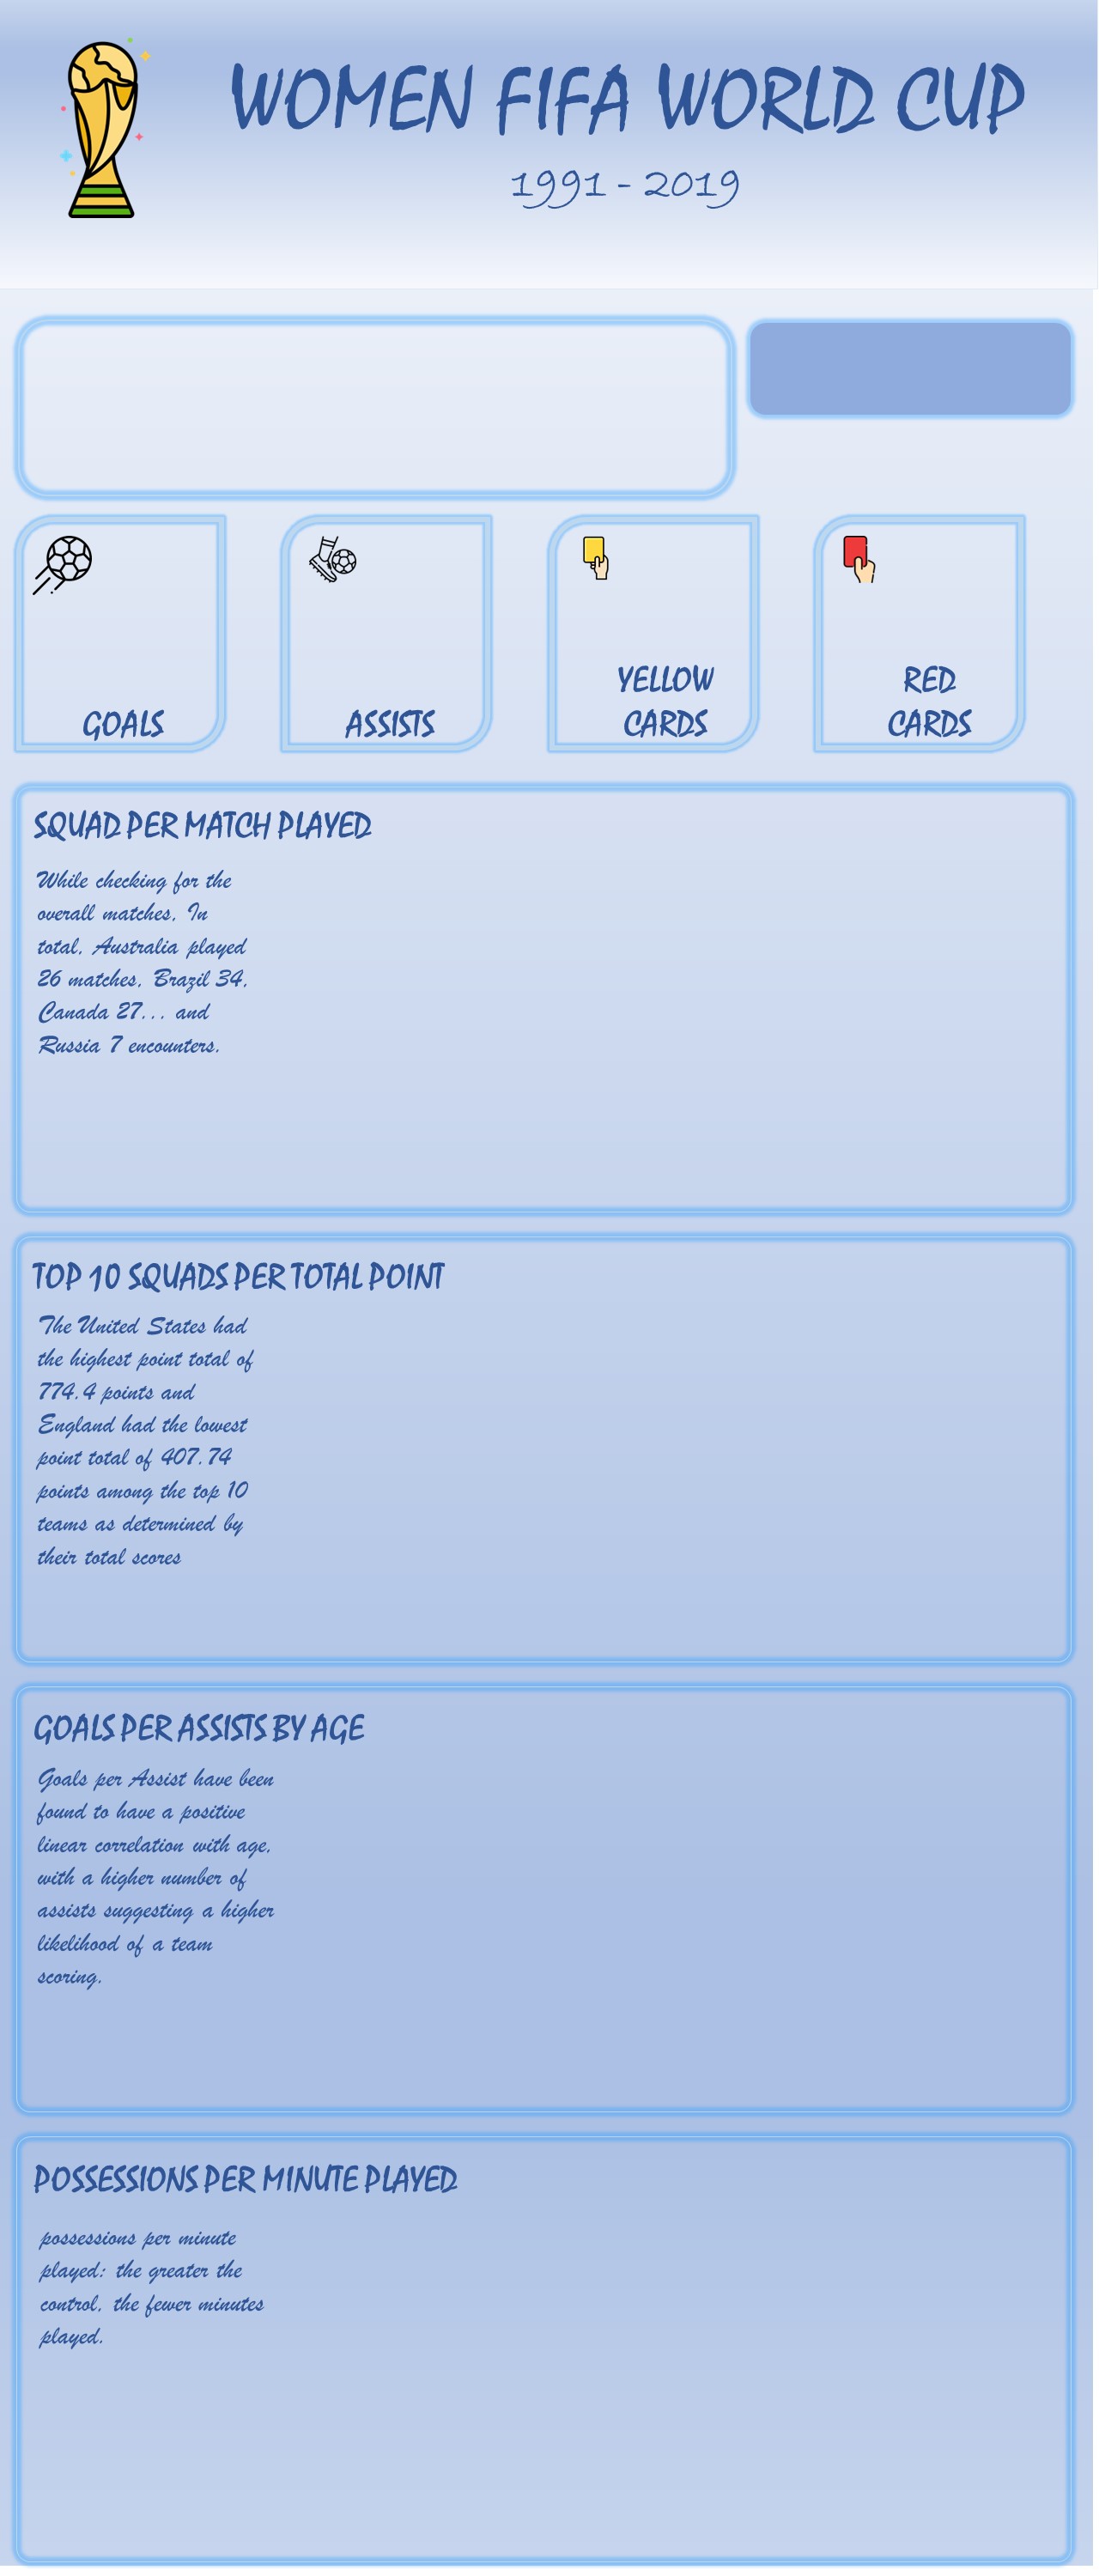 WOMEN FIFA WORLD CUP
1991 - 2019
GOALS
ASSISTS
YELLOW
CARDS
RED
CARDS
SQUAD PER MATCH PLAYED
While checking for the
overall matches, In
total, Australia played
26 matches, Brazil 34,
Canada 27... and
Russia 7 encounters.
TOP 10 SQUADS PER TOTAL POINT
The United States had
the highest point total of
774.4 points and
England had the lowest
point total of 407.74
points among the top 10
teams as determined by
their total scores
GOALS PER ASSISTS BY AGE
Goals per Assist have been
found to have a positive
linear correlation with age,
with a higher number of
assists suggesting a higher
likelihood of a team
scoring.
POSSESSIONS PER MINUTE PLAYED
possessions per minute
played: the greater the
control, the fewer minutes
played.